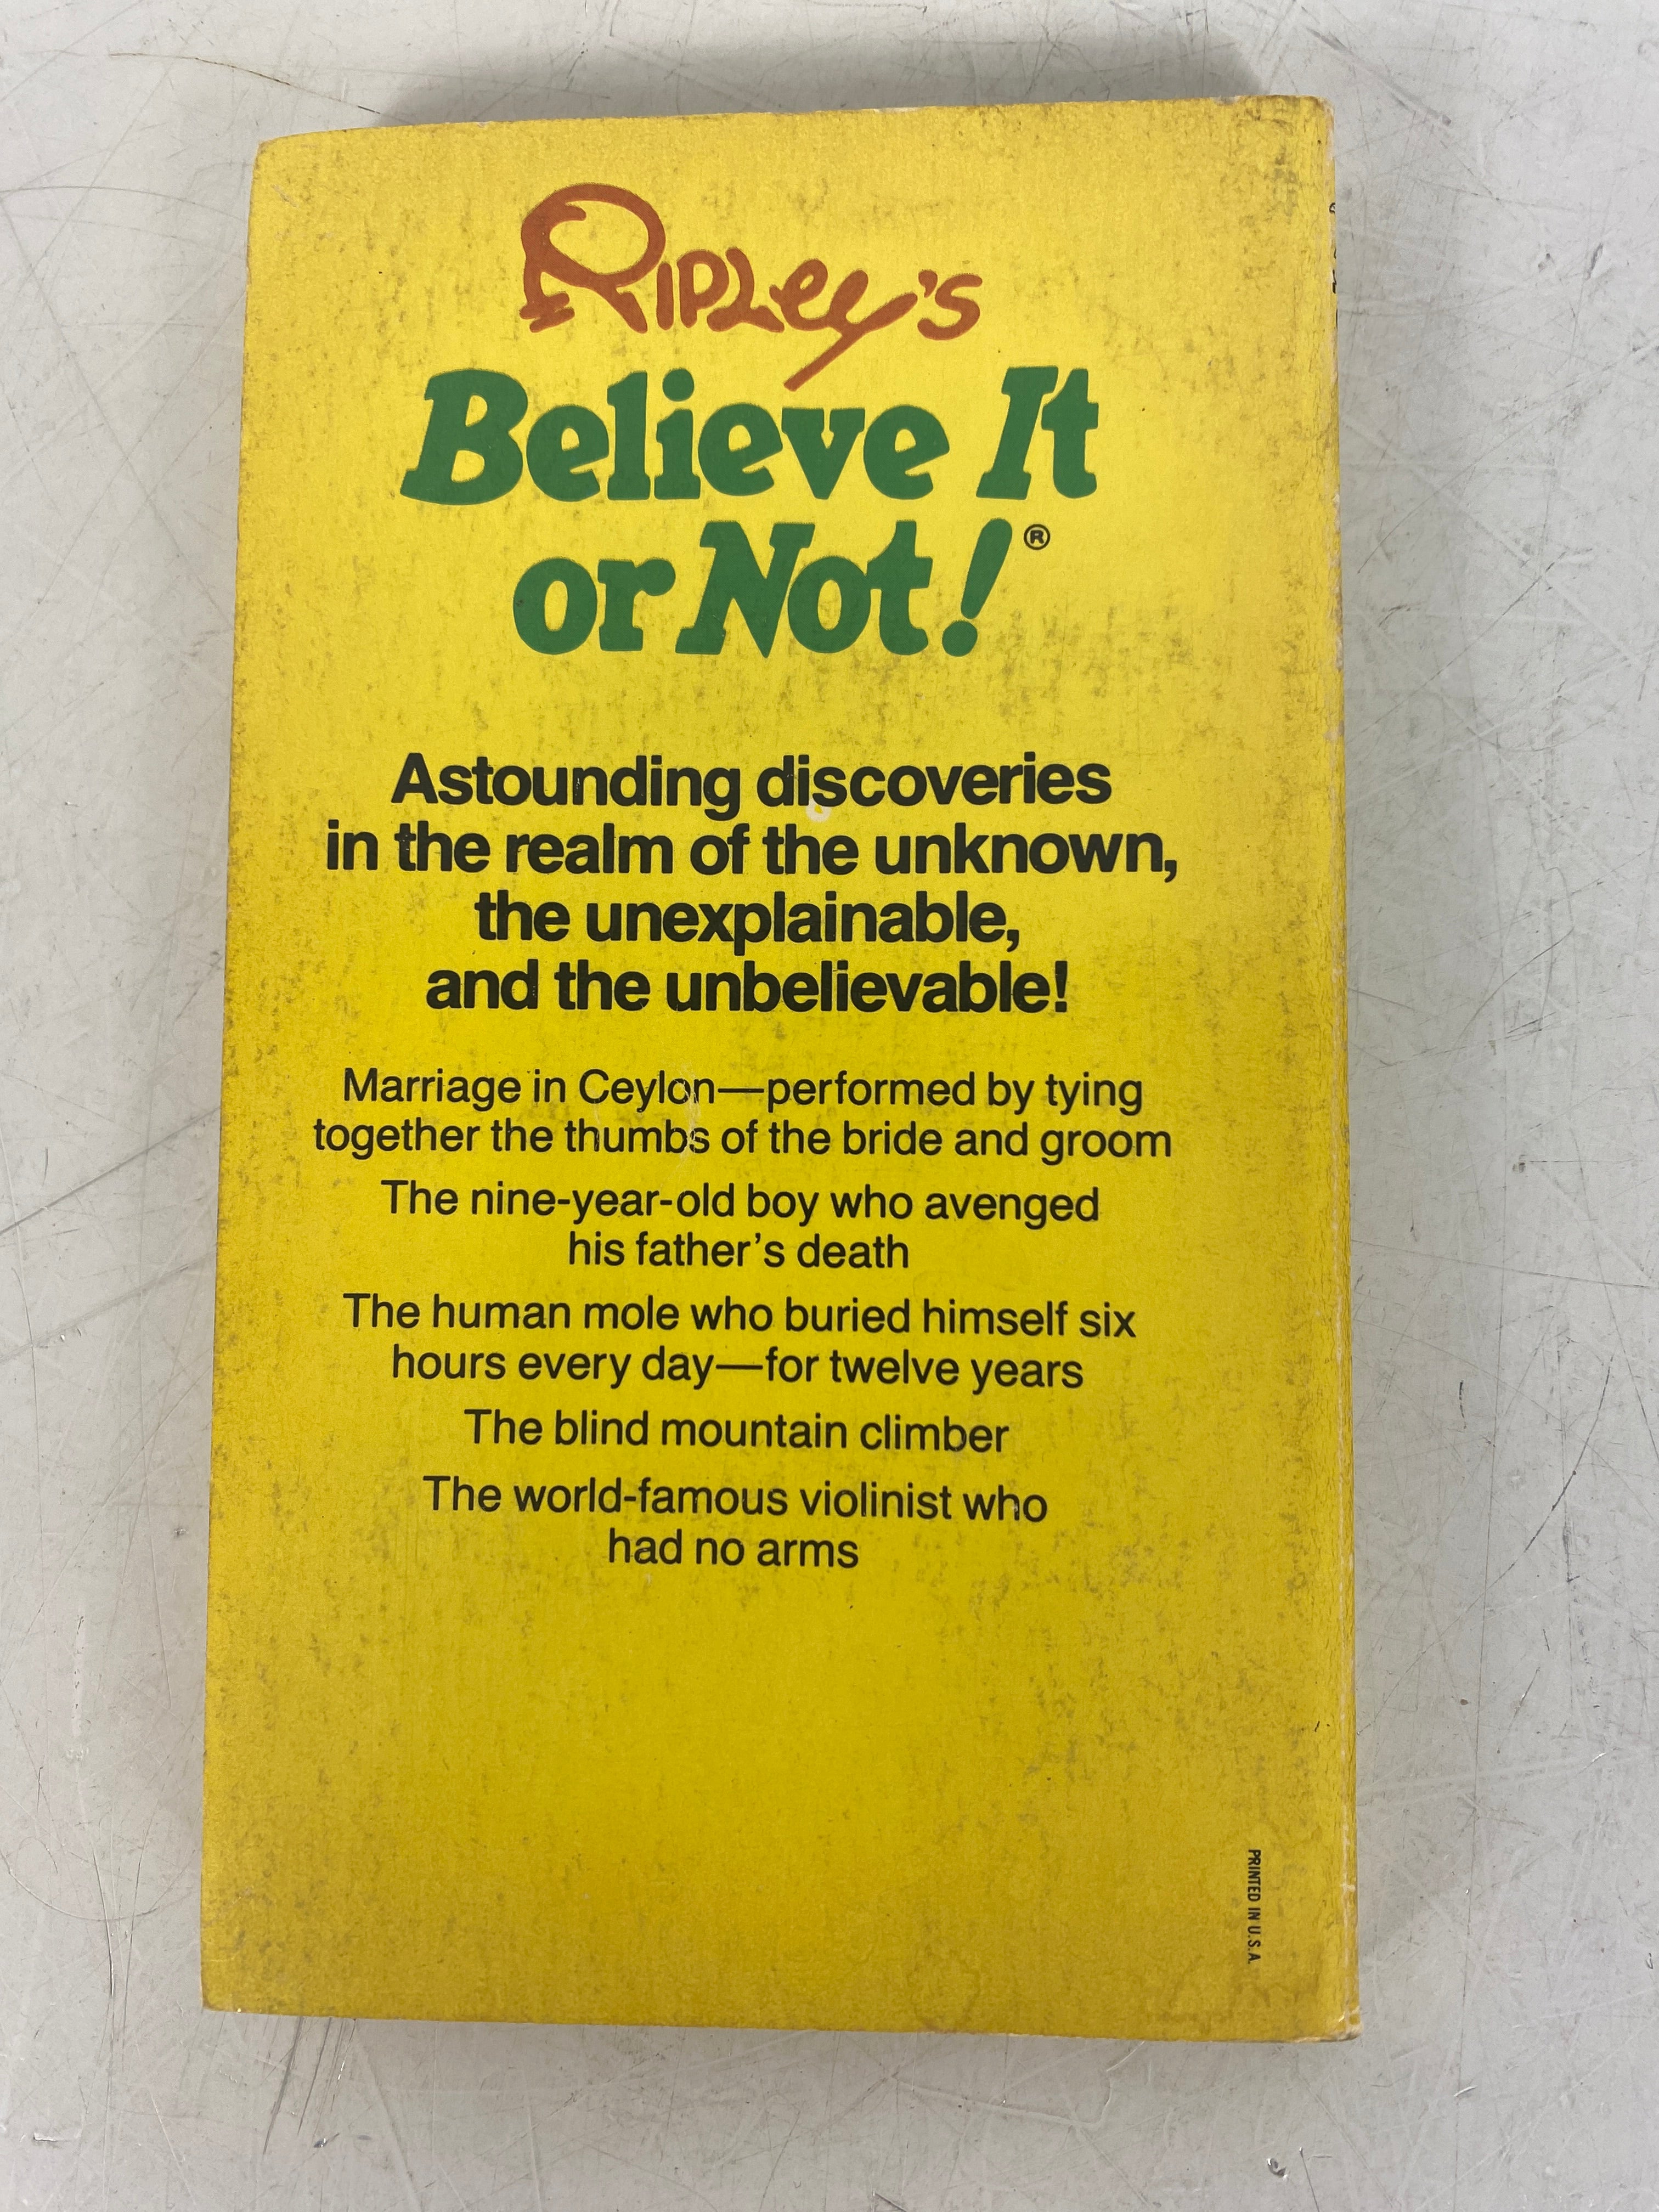 Ripley's
Believe It
or Not!®
Astounding discoveries
in the realm of the unknown,
the unexplainable,
and the unbelievable!
Marriage in Ceylon—performed by tying
together the thumbs of the bride and groom
The nine-year-old boy who avenged
his father's death
The human mole who buried himself six
hours every day—for twelve years
The blind mountain climber
The world-famous violinist who
had no arms
PRINTED IN U.S.A.